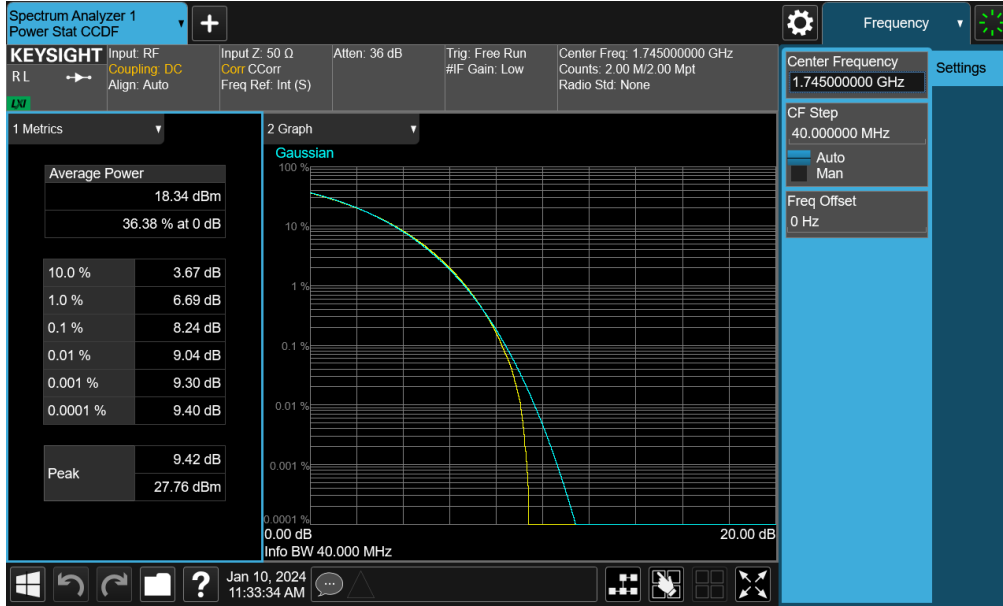 Spectrum Analyzer 1
Power Stat CCDF
+
Frequency
KEYSIGHT
RL
LXI
Input: RF
Coupling: DC
Align: Auto
Input Z: 50 Ω
Corr CCorr
Freq Ref: Int (S)
Atten: 36 dB
Trig: Free Run
#IF Gain: Low
Center Freq: 1.745000000 GHz
Counts: 2.00 M/2.00 Mpt
Radio Std: None
Center Frequency
1.745000000 GHz
Settings
CF Step
40.000000 MHz
Auto
Man
Freq Offset
0 Hz
1 Metrics
Average Power
18.34 dBm
36.38 % at 0 dB
10.0 % 3.67 dB
1.0 % 6.69 dB
0.1 % 8.24 dB
0.01 % 9.04 dB
0.001 % 9.30 dB
0.0001 % 9.40 dB
Peak
9.42 dB
27.76 dBm
2 Graph
Gaussian
100 %
10 %
1 %
0.1 %
0.01 %
0.001 %
0.0001 %
0.00 dB 20.00 dB
Info BW 40.000 MHz
?
Jan 10, 2024
11:33:34 AM